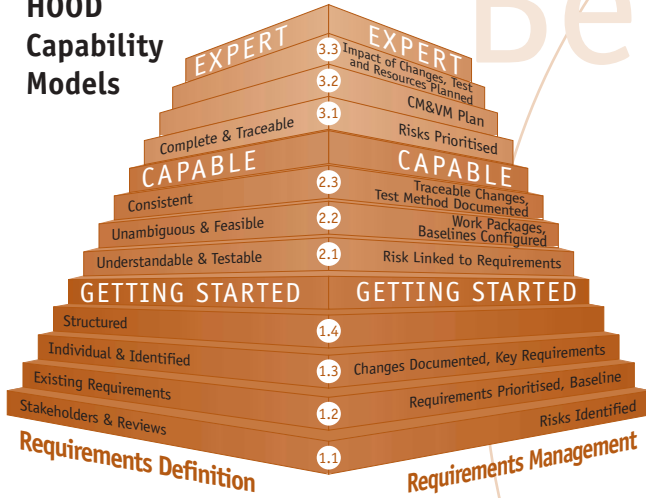 HOOD
Capability
Models
Be
EXPERT
EXPERT
3.3
Impact of Changes, Test
and Resources Planned
3.2
CM&VM Plan
3.1
Complete & Traceable
Risks Prioritised
CAPABLE
CAPABLE
2.3
Consistent
Traceable Changes,
Test Method Documented
2.2
Unambiguous & Feasible
Work Packages,
Baselines Configured
2.1
Understandable & Testable
Risk Linked to Requirements
GETTING STARTED
GETTING STARTED
Structured
1.4
Individual & Identified
1.3
Changes Documented, Key Requirements
Existing Requirements
1.2
Requirements Prioritised, Baseline
Stakeholders & Reviews
1.1
Risks Identified
Requirements Definition
Requirements Management